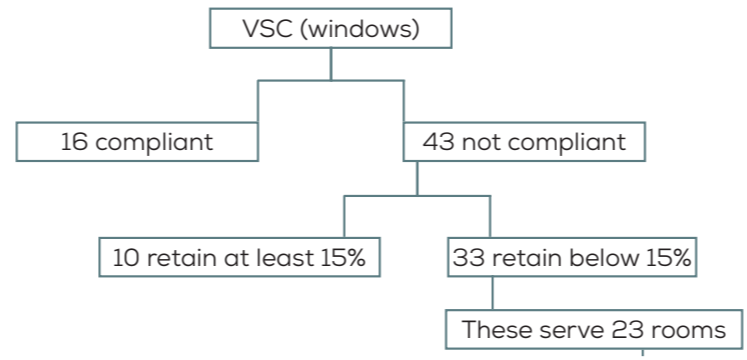 VSC (windows)
16 compliant
43 not compliant
10 retain at least 15%
33 retain below 15%
These serve 23 rooms